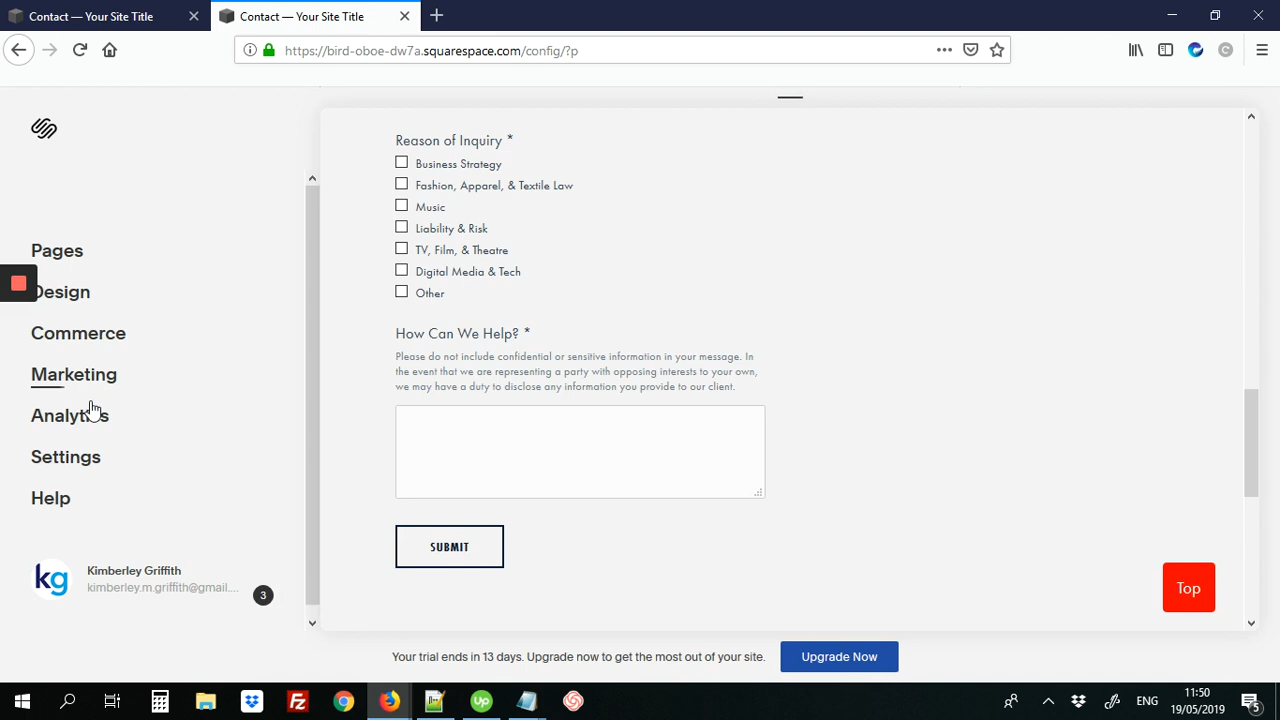 Contact — Your Site Title
Contact — Your Site Title
https://bird-oboe-dw7a.squarespace.com/config/?p
Pages
Design
Commerce
Marketing
Analytics
Settings
Help
kg
Kimberley Griffith
kimberley.m.griffith@gmail....
3
Reason of Inquiry *
Business Strategy
Fashion, Apparel, & Textile Law
Music
Liability & Risk
TV, Film, & Theatre
Digital Media & Tech
Other
How Can We Help? *
Please do not include confidential or sensitive information in your message. In
the event that we are representing a party with opposing interests to your own,
we may have a duty to disclose any information you provide to our client.
SUBMIT
Top
Your trial ends in 13 days. Upgrade now to get the most out of your site.
Upgrade Now
Up
ENG
11:50
19/05/2019
5